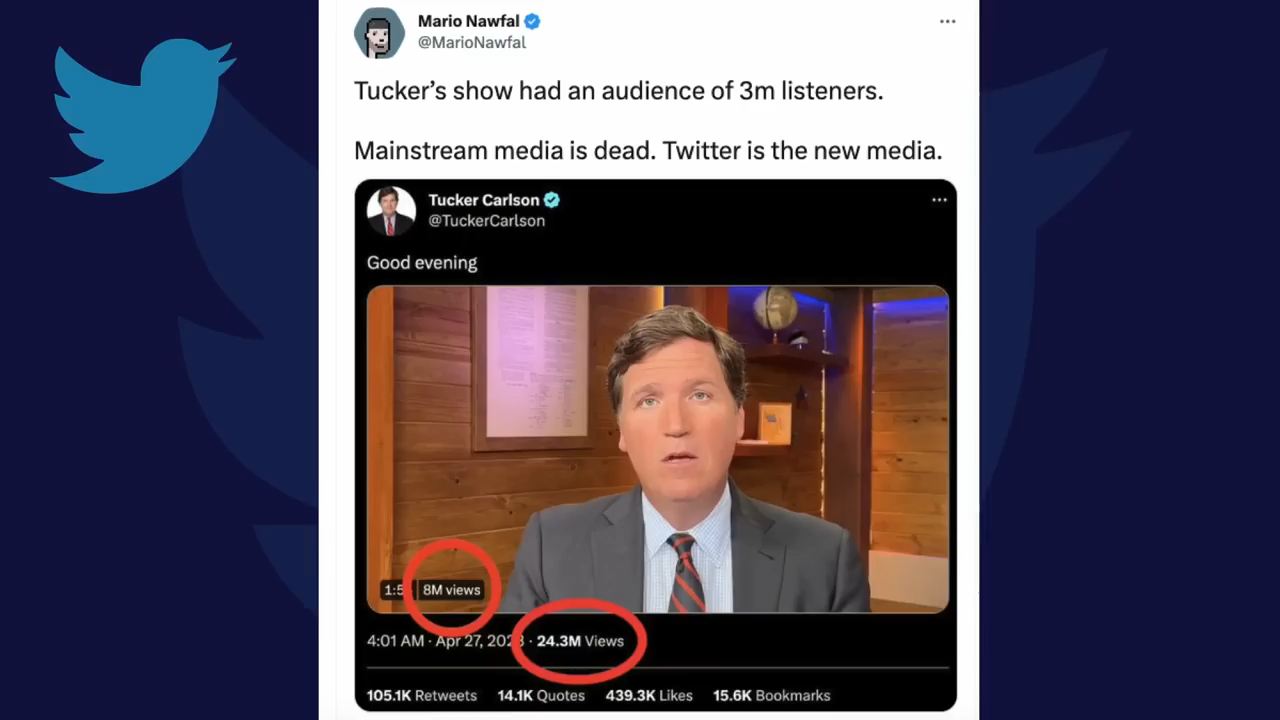 Mario Nawfal
@MarioNawfal
Tucker’s show had an audience of 3m listeners.
Mainstream media is dead. Twitter is the new media.
Tucker Carlson
@TuckerCarlson
Good evening
8M views
4:01 AM · Apr 27, 2023 · 24.3M Views
105.1K Retweets 14.1K Quotes 439.3K Likes 15.6K Bookmarks